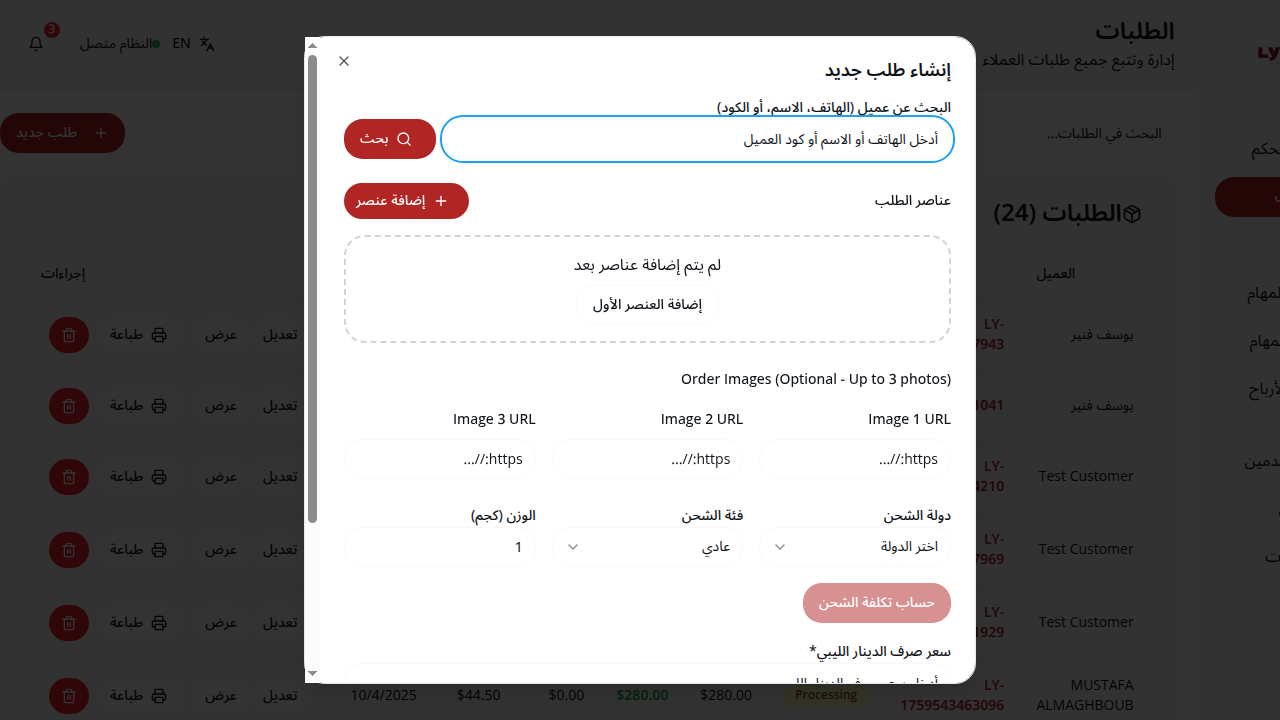 الطلبات
إدارة وتتبع جميع طلبات العملاء
LY
EN
النظام متصل
3
البحث في الطلبات...
طلب جديد
الطلبات (24)
العميل
إجراءات
يوسف فنير
LY-
7943
تعديل
عرض
طباعة
يوسف فنير
1041
تعديل
عرض
طباعة
Test Customer
LY-
4210
تعديل
عرض
طباعة
Test Customer
LY-
7969
تعديل
عرض
طباعة
Test Customer
LY-
1929
تعديل
عرض
طباعة
MUSTAFA
ALMAGHBOUB
LY-
1759543463096
Processing
$280.00
$280.00
$0.00
$44.50
10/4/2025
تعديل
عرض
طباعة
إنشاء طلب جديد
البحث عن عميل (الهاتف، الاسم، أو الكود)
أدخل الهاتف أو الاسم أو كود العميل
بحث
عناصر الطلب
إضافة عنصر
لم يتم إضافة عناصر بعد
إضافة العنصر الأول
Order Images (Optional - Up to 3 photos)
Image 1 URL
Image 2 URL
Image 3 URL
https://...
https://...
https://...
دولة الشحن
فئة الشحن
الوزن (كجم)
اختر الدولة
عادي
1
حساب تكلفة الشحن
سعر صرف الدينار الليبي*